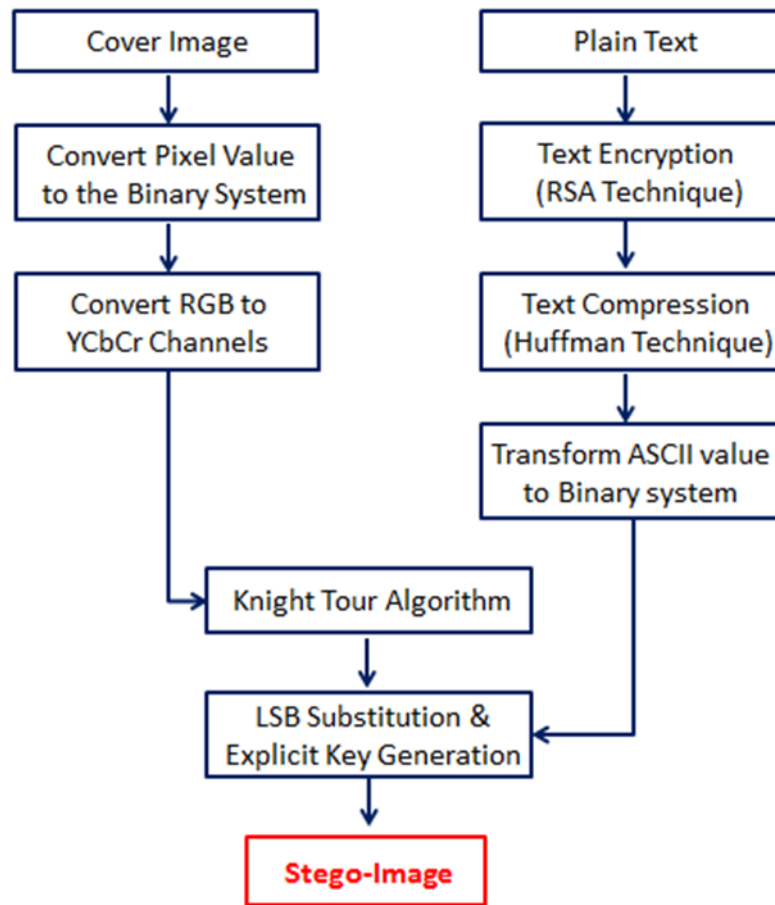 Cover Image
Plain Text
Convert Pixel Value
to the Binary System
Text Encryption
(RSA Technique)
Convert RGB to
YCbCr Channels
Text Compression
(Huffman Technique)
Transform ASCII value
to Binary system
Knight Tour Algorithm
LSB Substitution &
Explicit Key Generation
Stego-Image